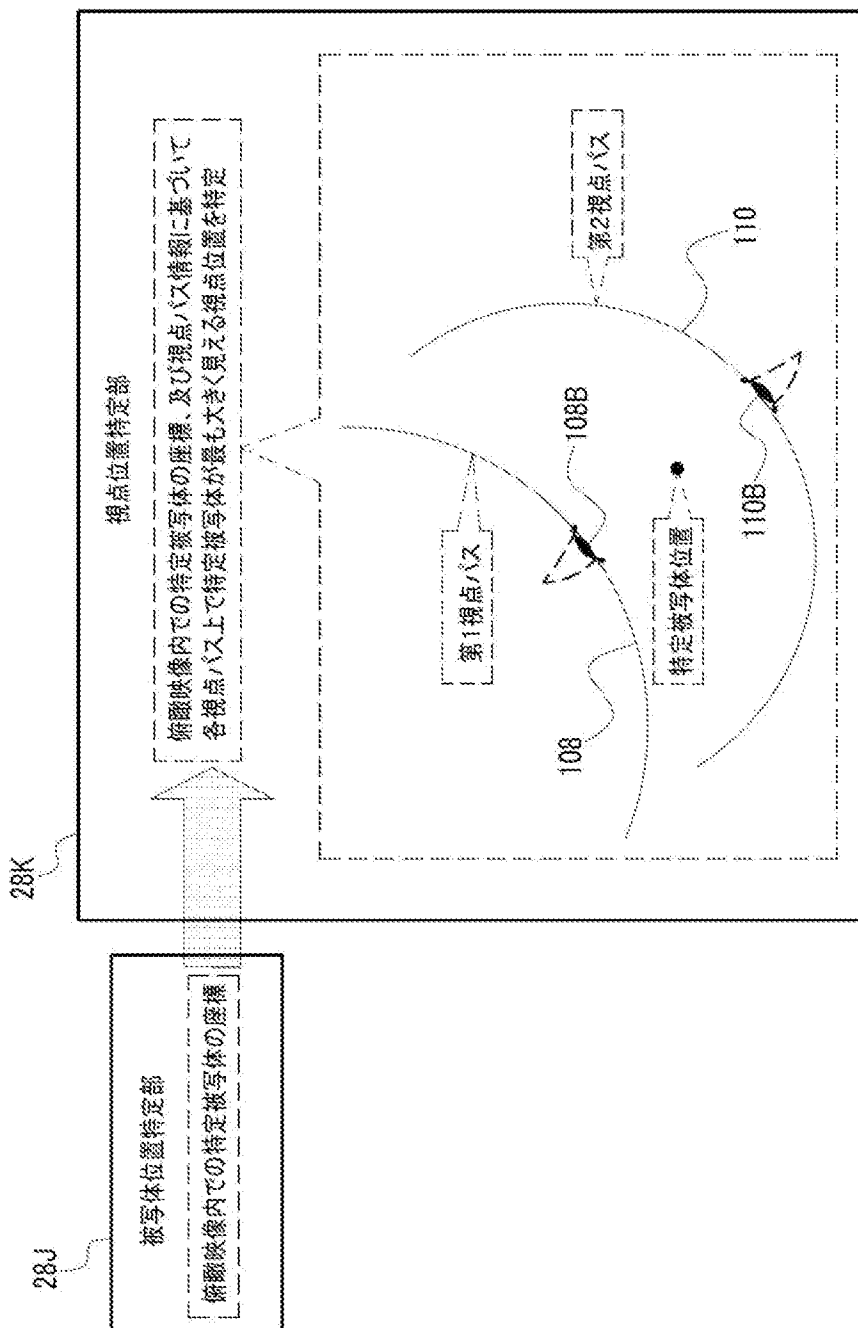 28J
被写体位置特定部
俯瞰映像内での特定被写体の座標
28K
視点位置特定部
俯瞰映像内での特定被写体の座標、及び視点パス情報に基づいて
各視点パス上で特定被写体が最も大きく見える視点位置を特定
第1視点パス
108B
108
第2視点パス
110
特定被写体位置
110B